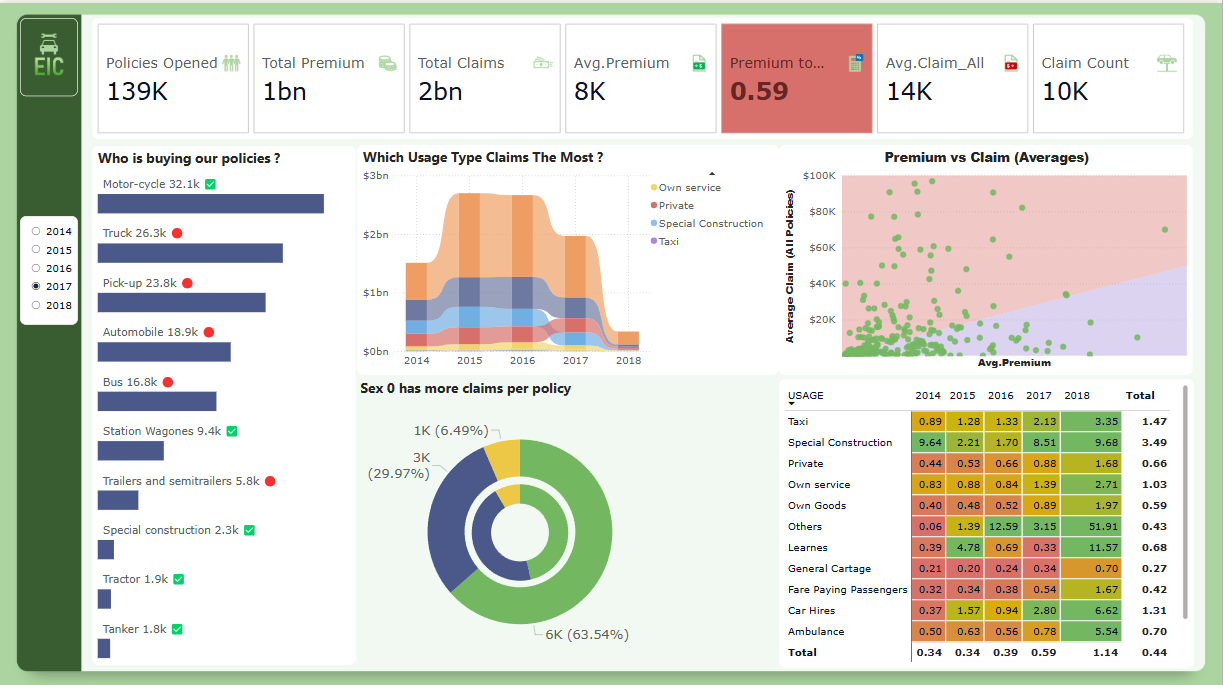 EIC
Policies Opened
139K
Total Premium
1bn
Total Claims
2bn
Avg.Premium
8K
Premium to...
0.59
Avg.Claim_All
14K
Claim Count
10K
2014
2015
2016
2017
2018
Who is buying our policies ?
Motor-cycle 32.1k
Truck 26.3k
Pick-up 23.8k
Automobile 18.9k
Bus 16.8k
Station Wagones 9.4k
Trailers and semitrailers 5.8k
Special construction 2.3k
Tractor 1.9k
Tanker 1.8k
Which Usage Type Claims The Most ?
$3bn
$2bn
$1bn
$0bn
2014 2015 2016 2017 2018
Own service
Private
Special Construction
Taxi
Sex 0 has more claims per policy
1K (6.49%)
3K
(29.97%)
6K (63.54%)
Premium vs Claim (Averages)
Average Claim (All Policies)
$100K
$80K
$60K
$40K
$20K
Avg.Premium
USAGE 2014 2015 2016 2017 2018 Total
Taxi 0.89 1.28 1.33 2.13 3.35 1.47
Special Construction 9.64 2.21 1.70 8.51 9.68 3.49
Private 0.44 0.53 0.66 0.88 1.68 0.66
Own service 0.83 0.88 0.84 1.39 2.71 1.03
Own Goods 0.40 0.48 0.52 0.89 1.97 0.59
Others 0.06 1.39 12.59 3.15 51.91 0.43
Learnes 0.39 4.78 0.69 0.33 11.57 0.68
General Cartage 0.21 0.20 0.24 0.34 0.70 0.27
Fare Paying Passengers 0.32 0.34 0.38 0.54 1.67 0.42
Car Hires 0.37 1.57 0.94 2.80 6.62 1.31
Ambulance 0.50 0.63 0.56 0.78 5.54 0.70
Total 0.34 0.34 0.39 0.59 1.14 0.44